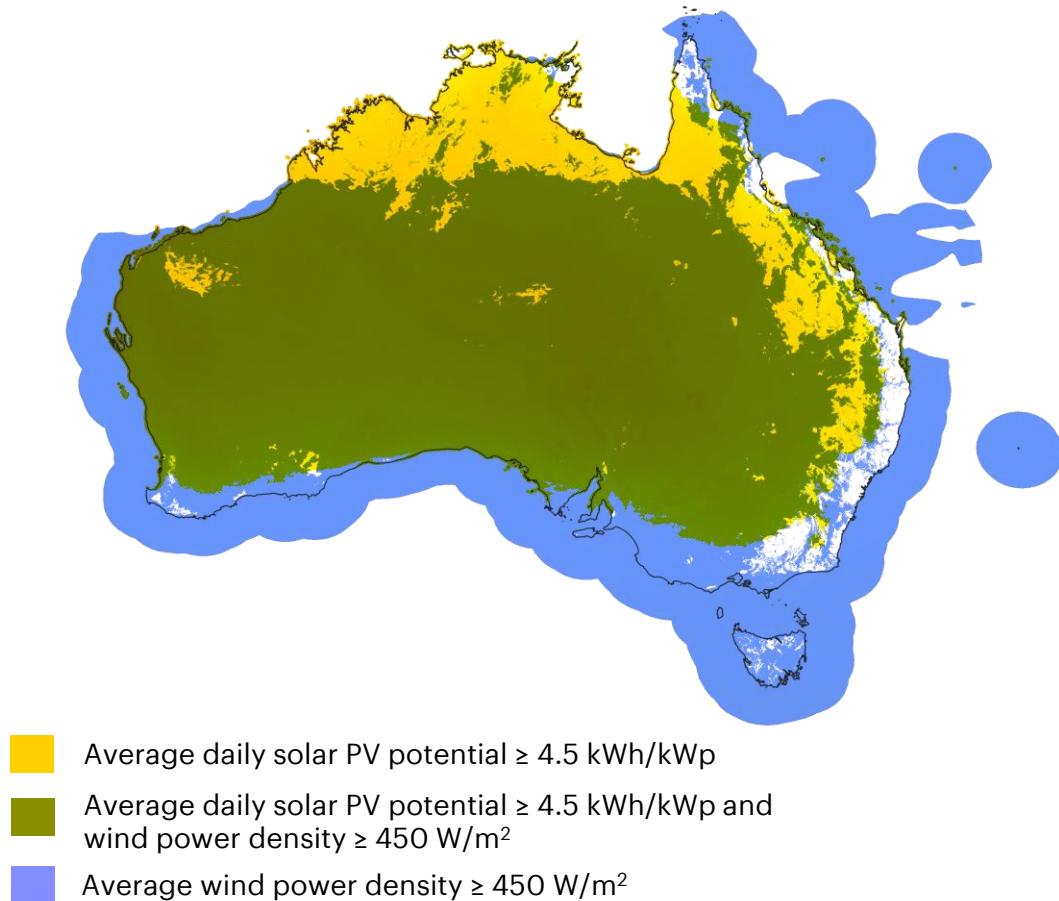 Average daily solar PV potential ≥ 4.5 kWh/kWp
Average daily solar PV potential ≥ 4.5 kWh/kWp and
wind power density ≥ 450 W/m²
Average wind power density ≥ 450 W/m²